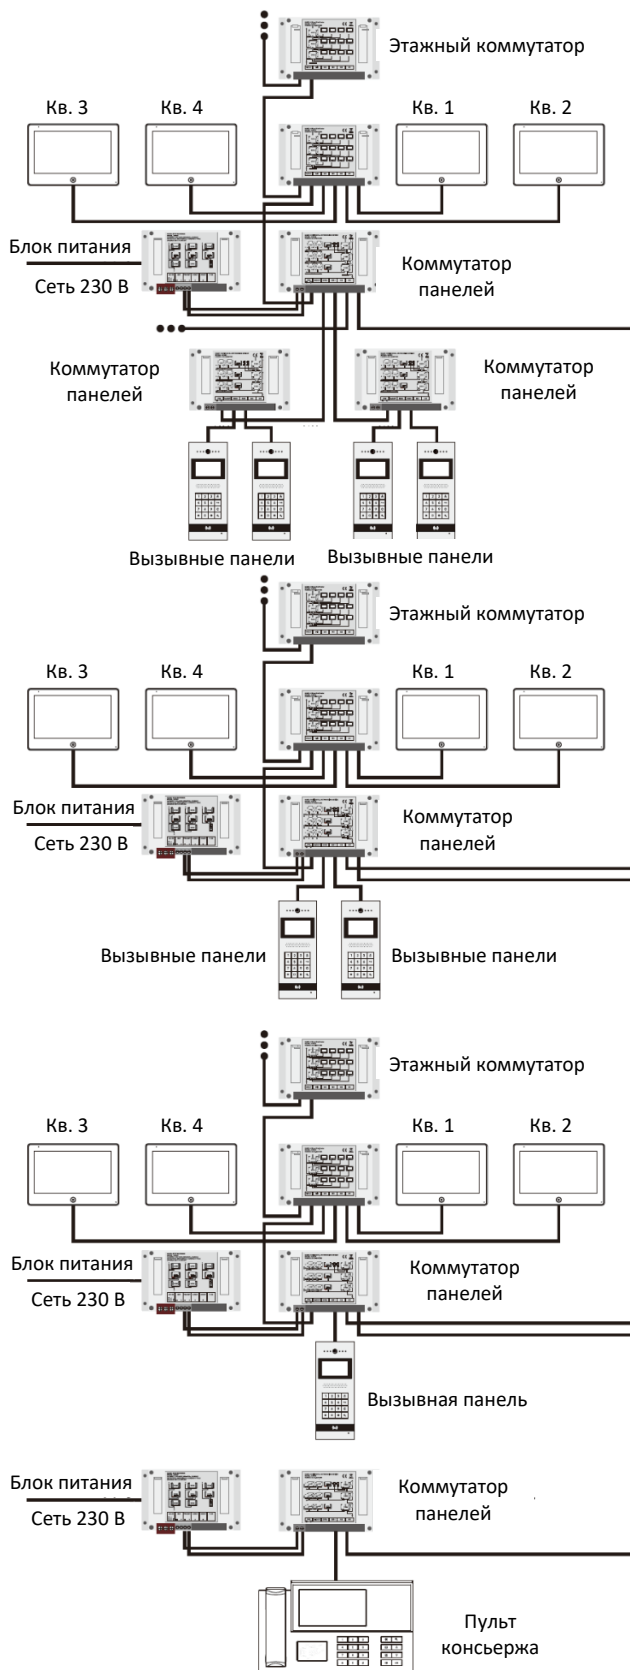 Этажный коммутатор
Кв. 3
Кв. 4
Кв. 1
Кв. 2
Блок питания
Сеть 230 В
Коммутатор
панелей
Коммутатор
панелей
Коммутатор
панелей
Вызывные панели
Вызывные панели
Этажный коммутатор
Кв. 3
Кв. 4
Кв. 1
Кв. 2
Блок питания
Сеть 230 В
Коммутатор
панелей
Вызывные панели
Вызывные панели
Этажный коммутатор
Кв. 3
Кв. 4
Кв. 1
Кв. 2
Блок питания
Сеть 230 В
Коммутатор
панелей
Вызывная панель
Блок питания
Сеть 230 В
Коммутатор
панелей
Пульт
консьержа